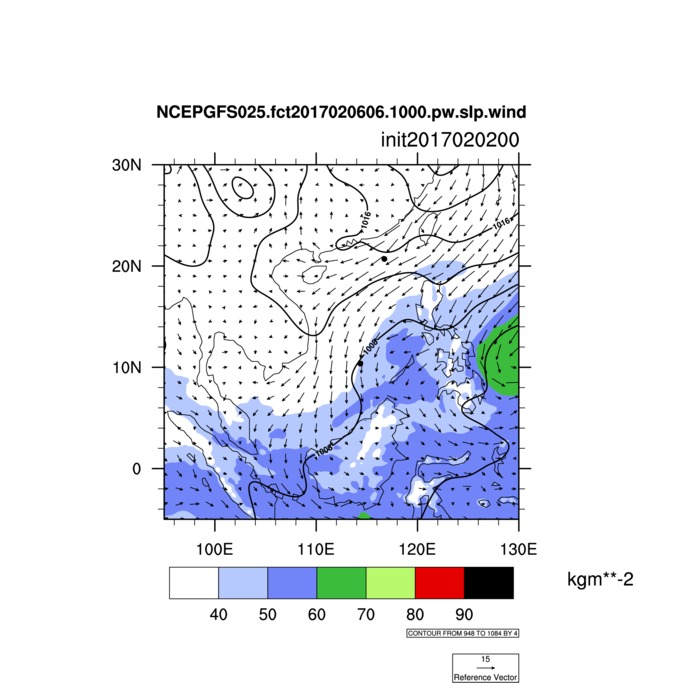 NCEPGFS025.fct2017020606.1000.pw.slp.wind
init2017020200
30N
20N
10N
0
1016
1016
1008
1008
100E 110E 120E 130E
kgm**-2
40 50 60 70 80 90
CONTOUR FROM 948 TO 1084 BY 4
15
Reference Vector